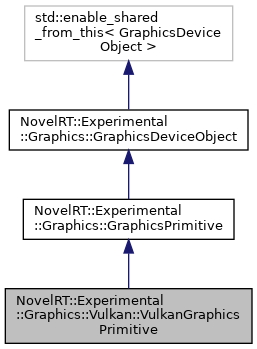 std::enable_shared
_from_this< GraphicsDevice
Object >
NovelRT::Experimental
::Graphics::GraphicsDeviceObject
NovelRT::Experimental
::Graphics::GraphicsPrimitive
NovelRT::Experimental
::Graphics::Vulkan::VulkanGraphics
Primitive